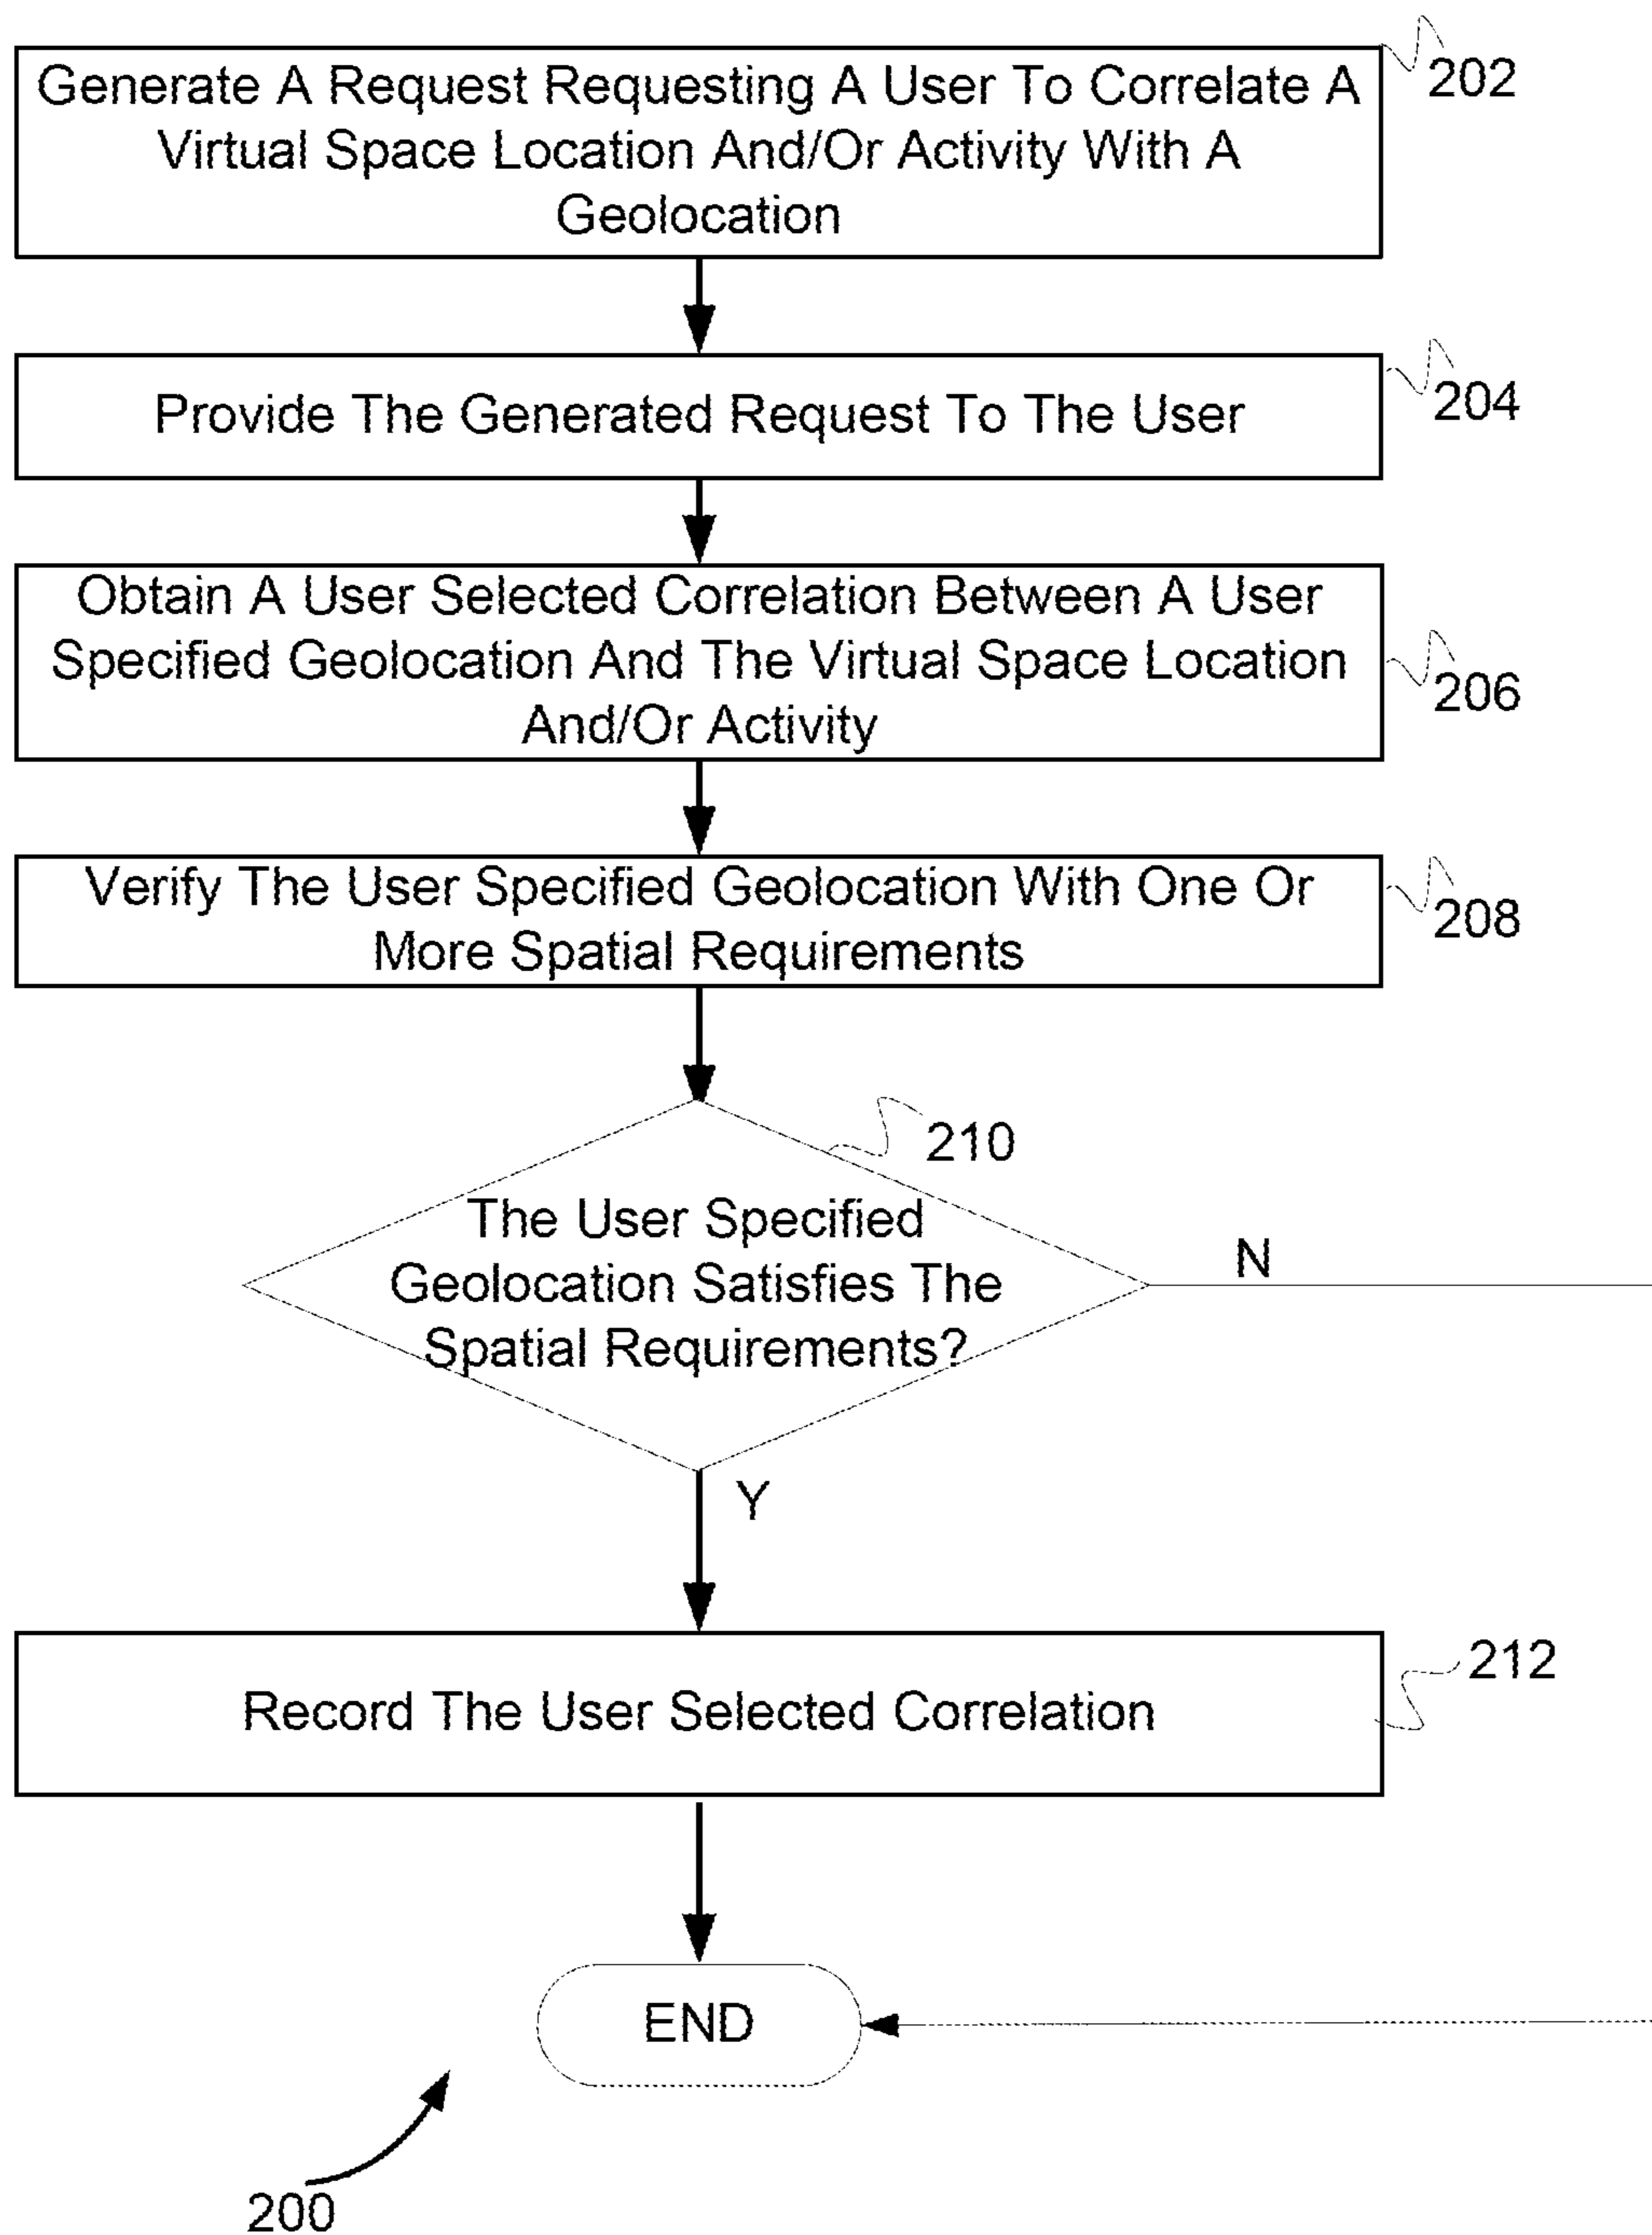 202
Generate A Request Requesting A User To Correlate A
Virtual Space Location And/Or Activity With A
Geolocation
204
Provide The Generated Request To The User
Obtain A User Selected Correlation Between A User
Specified Geolocation And The Virtual Space Location
And/Or Activity
206
Verify The User Specified Geolocation With One Or
More Spatial Requirements
208
210
The User Specified
Geolocation Satisfies The
Spatial Requirements?
N
Y
212
Record The User Selected Correlation
END
200